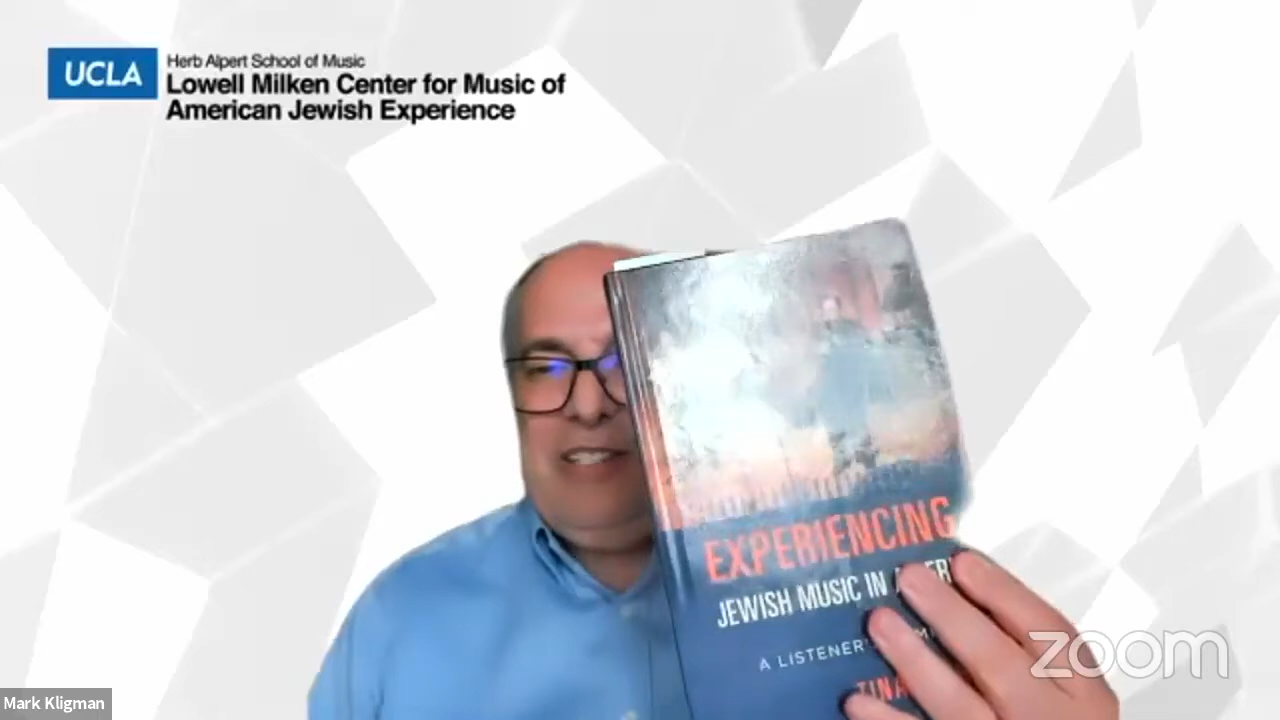 UCLA
Herb Alpert School of Music
Lowell Milken Center for Music of
American Jewish Experience
EXPERIENCING
JEWISH MUSIC IN
A
TINA
zoom
Mark Kligman